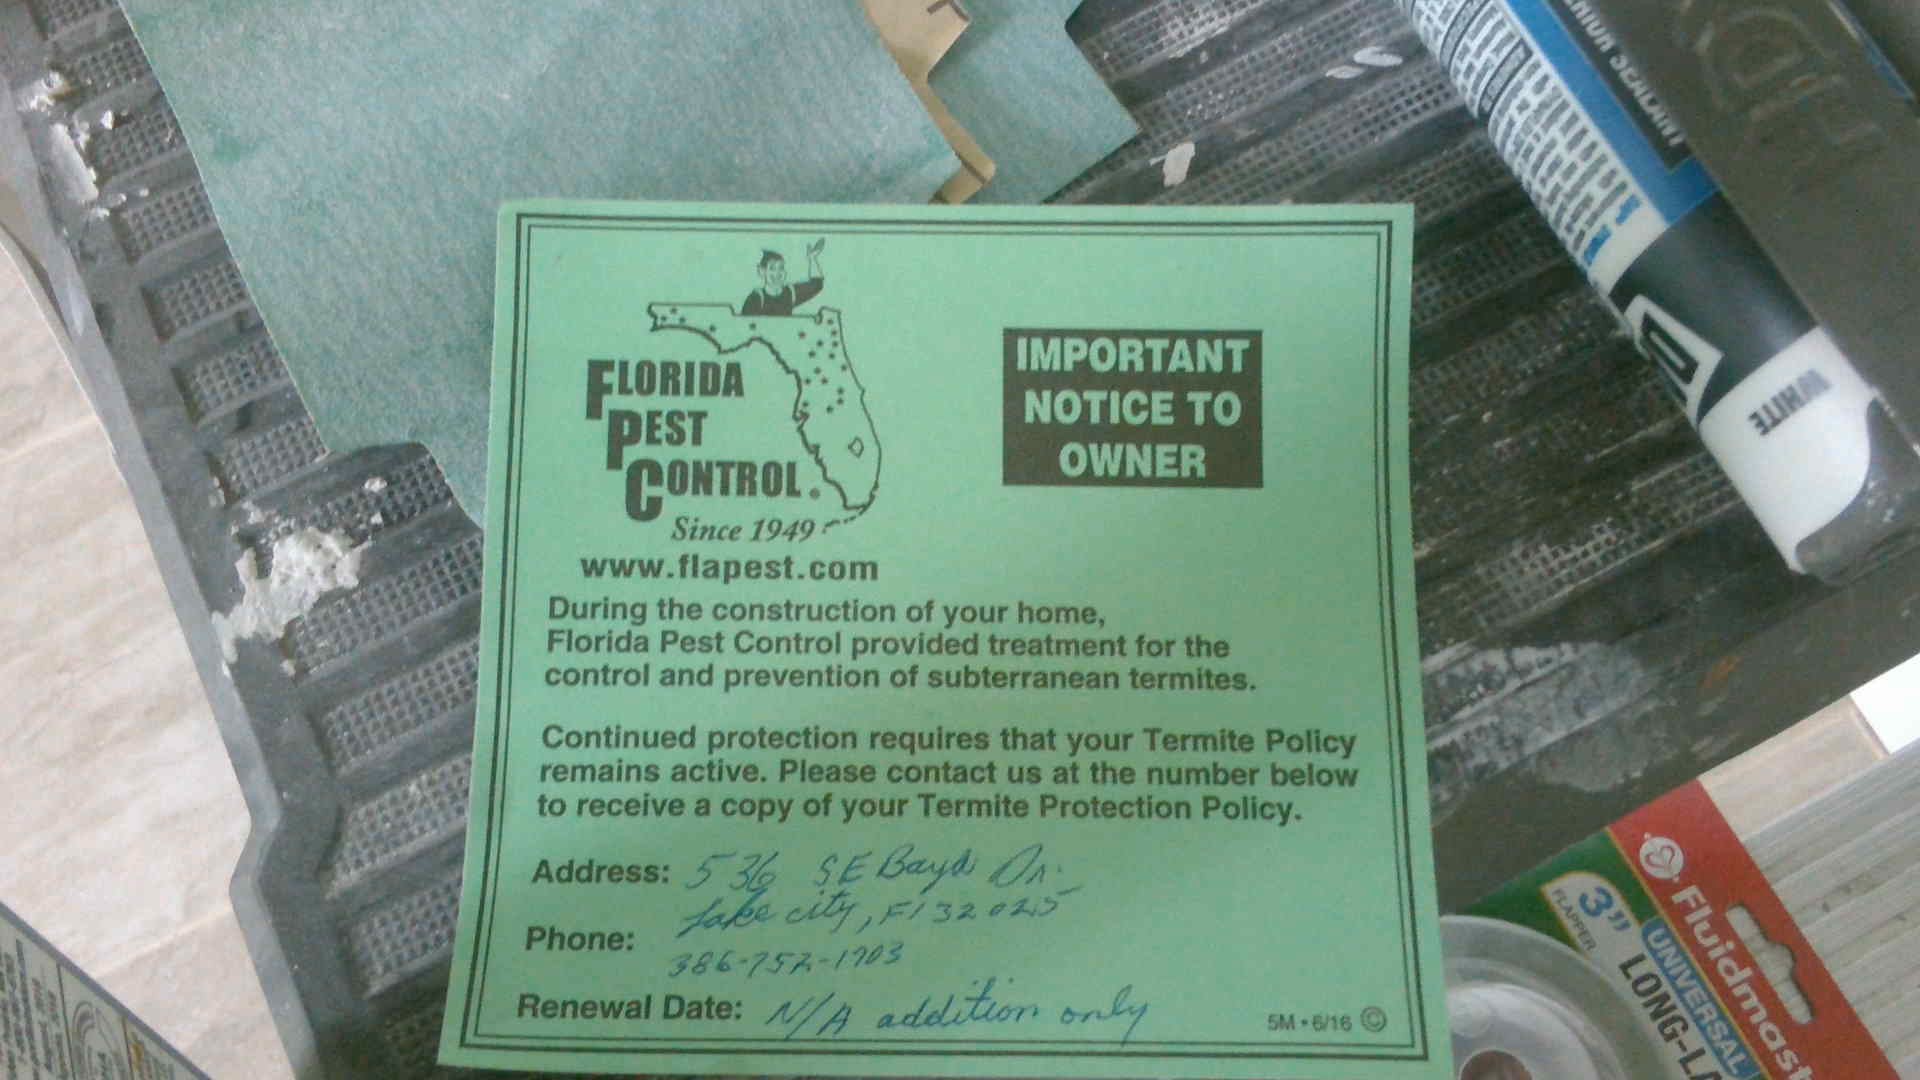 FLORIDA
PEST
CONTROL.
Since 1949
www.flapest.com
IMPORTANT
NOTICE TO
OWNER
During the construction of your home,
Florida Pest Control provided treatment for the
control and prevention of subterranean termites.
Continued protection requires that your Termite Policy
remains active. Please contact us at the number below
to receive a copy of your Termite Protection Policy.
Address: 536 SE Baya Dr.
Lake city, Fl 32025
Phone: 386-752-1703
Renewal Date: N/A addition only
5M • 6/16 ©
SEALANT
WHITE
Fluidmast
3"
FLAPPER
UNIVERSAL
LONG-LA